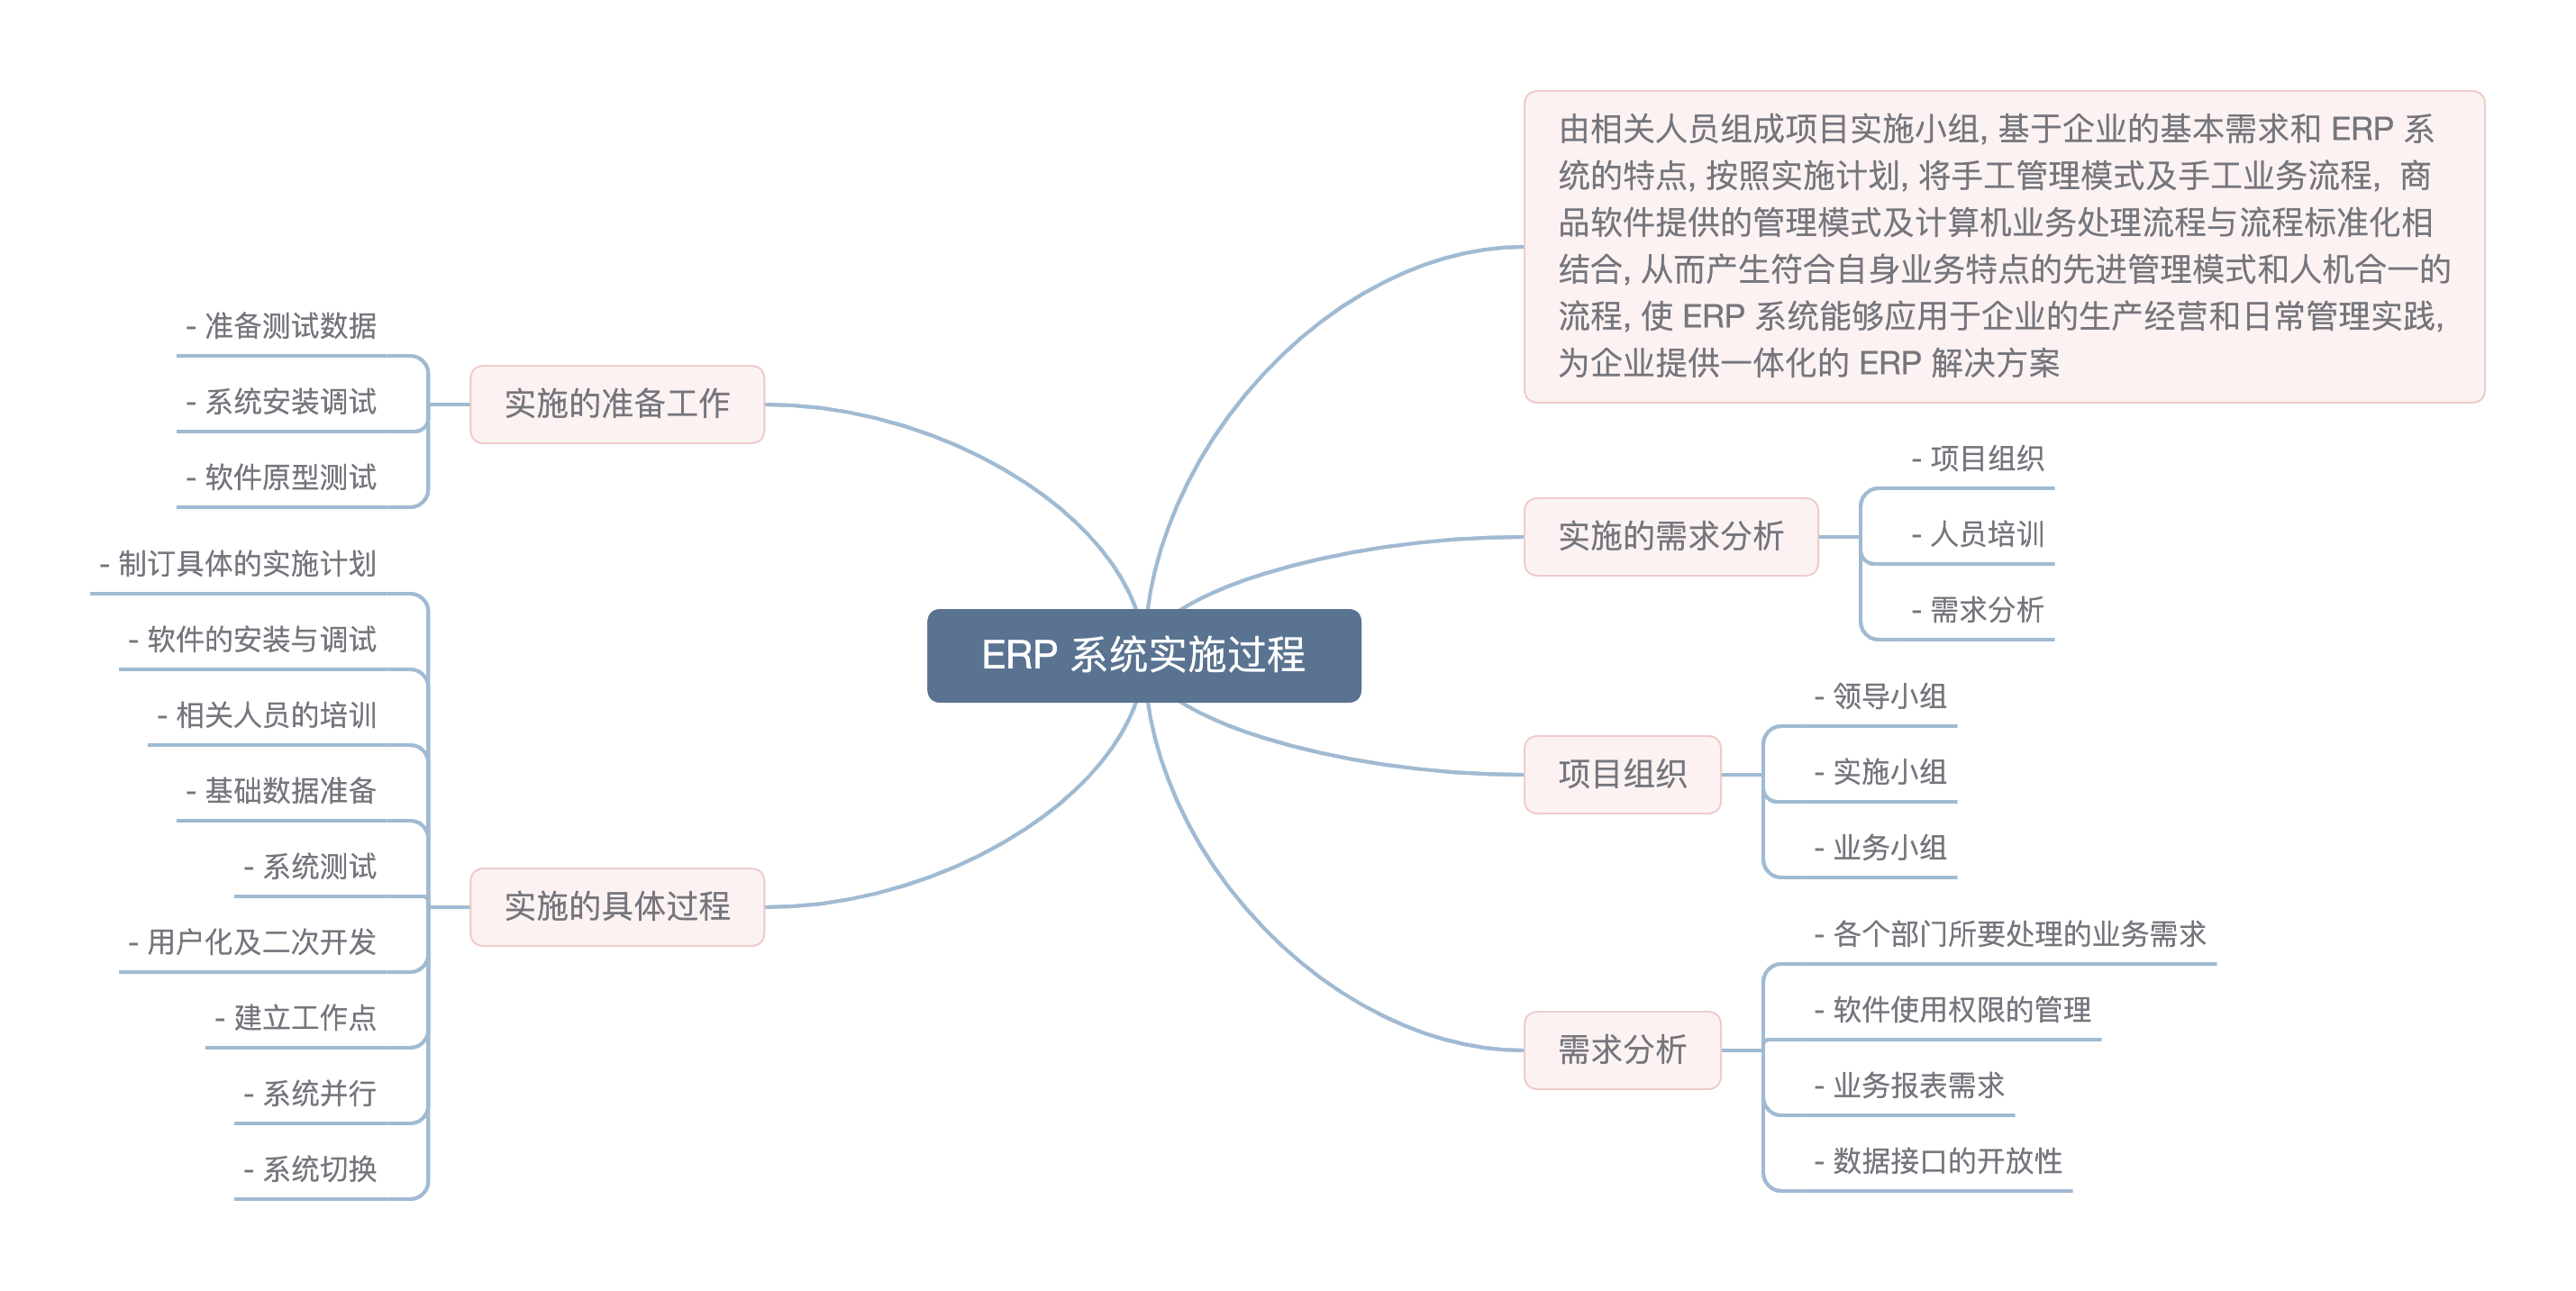 ERP 系统实施过程
由相关人员组成项目实施小组, 基于企业的基本需求和 ERP 系
统的特点, 按照实施计划, 将手工管理模式及手工业务流程,  商
品软件提供的管理模式及计算机业务处理流程与流程标准化相
结合, 从而产生符合自身业务特点的先进管理模式和人机合一的
流程, 使 ERP 系统能够应用于企业的生产经营和日常管理实践,
为企业提供一体化的 ERP 解决方案
实施的需求分析
- 项目组织
- 人员培训
- 需求分析
项目组织
- 领导小组
- 实施小组
- 业务小组
需求分析
- 各个部门所要处理的业务需求
- 软件使用权限的管理
- 业务报表需求
- 数据接口的开放性
实施的准备工作
- 准备测试数据
- 系统安装调试
- 软件原型测试
实施的具体过程
- 制订具体的实施计划
- 软件的安装与调试
- 相关人员的培训
- 基础数据准备
- 系统测试
- 用户化及二次开发
- 建立工作点
- 系统并行
- 系统切换